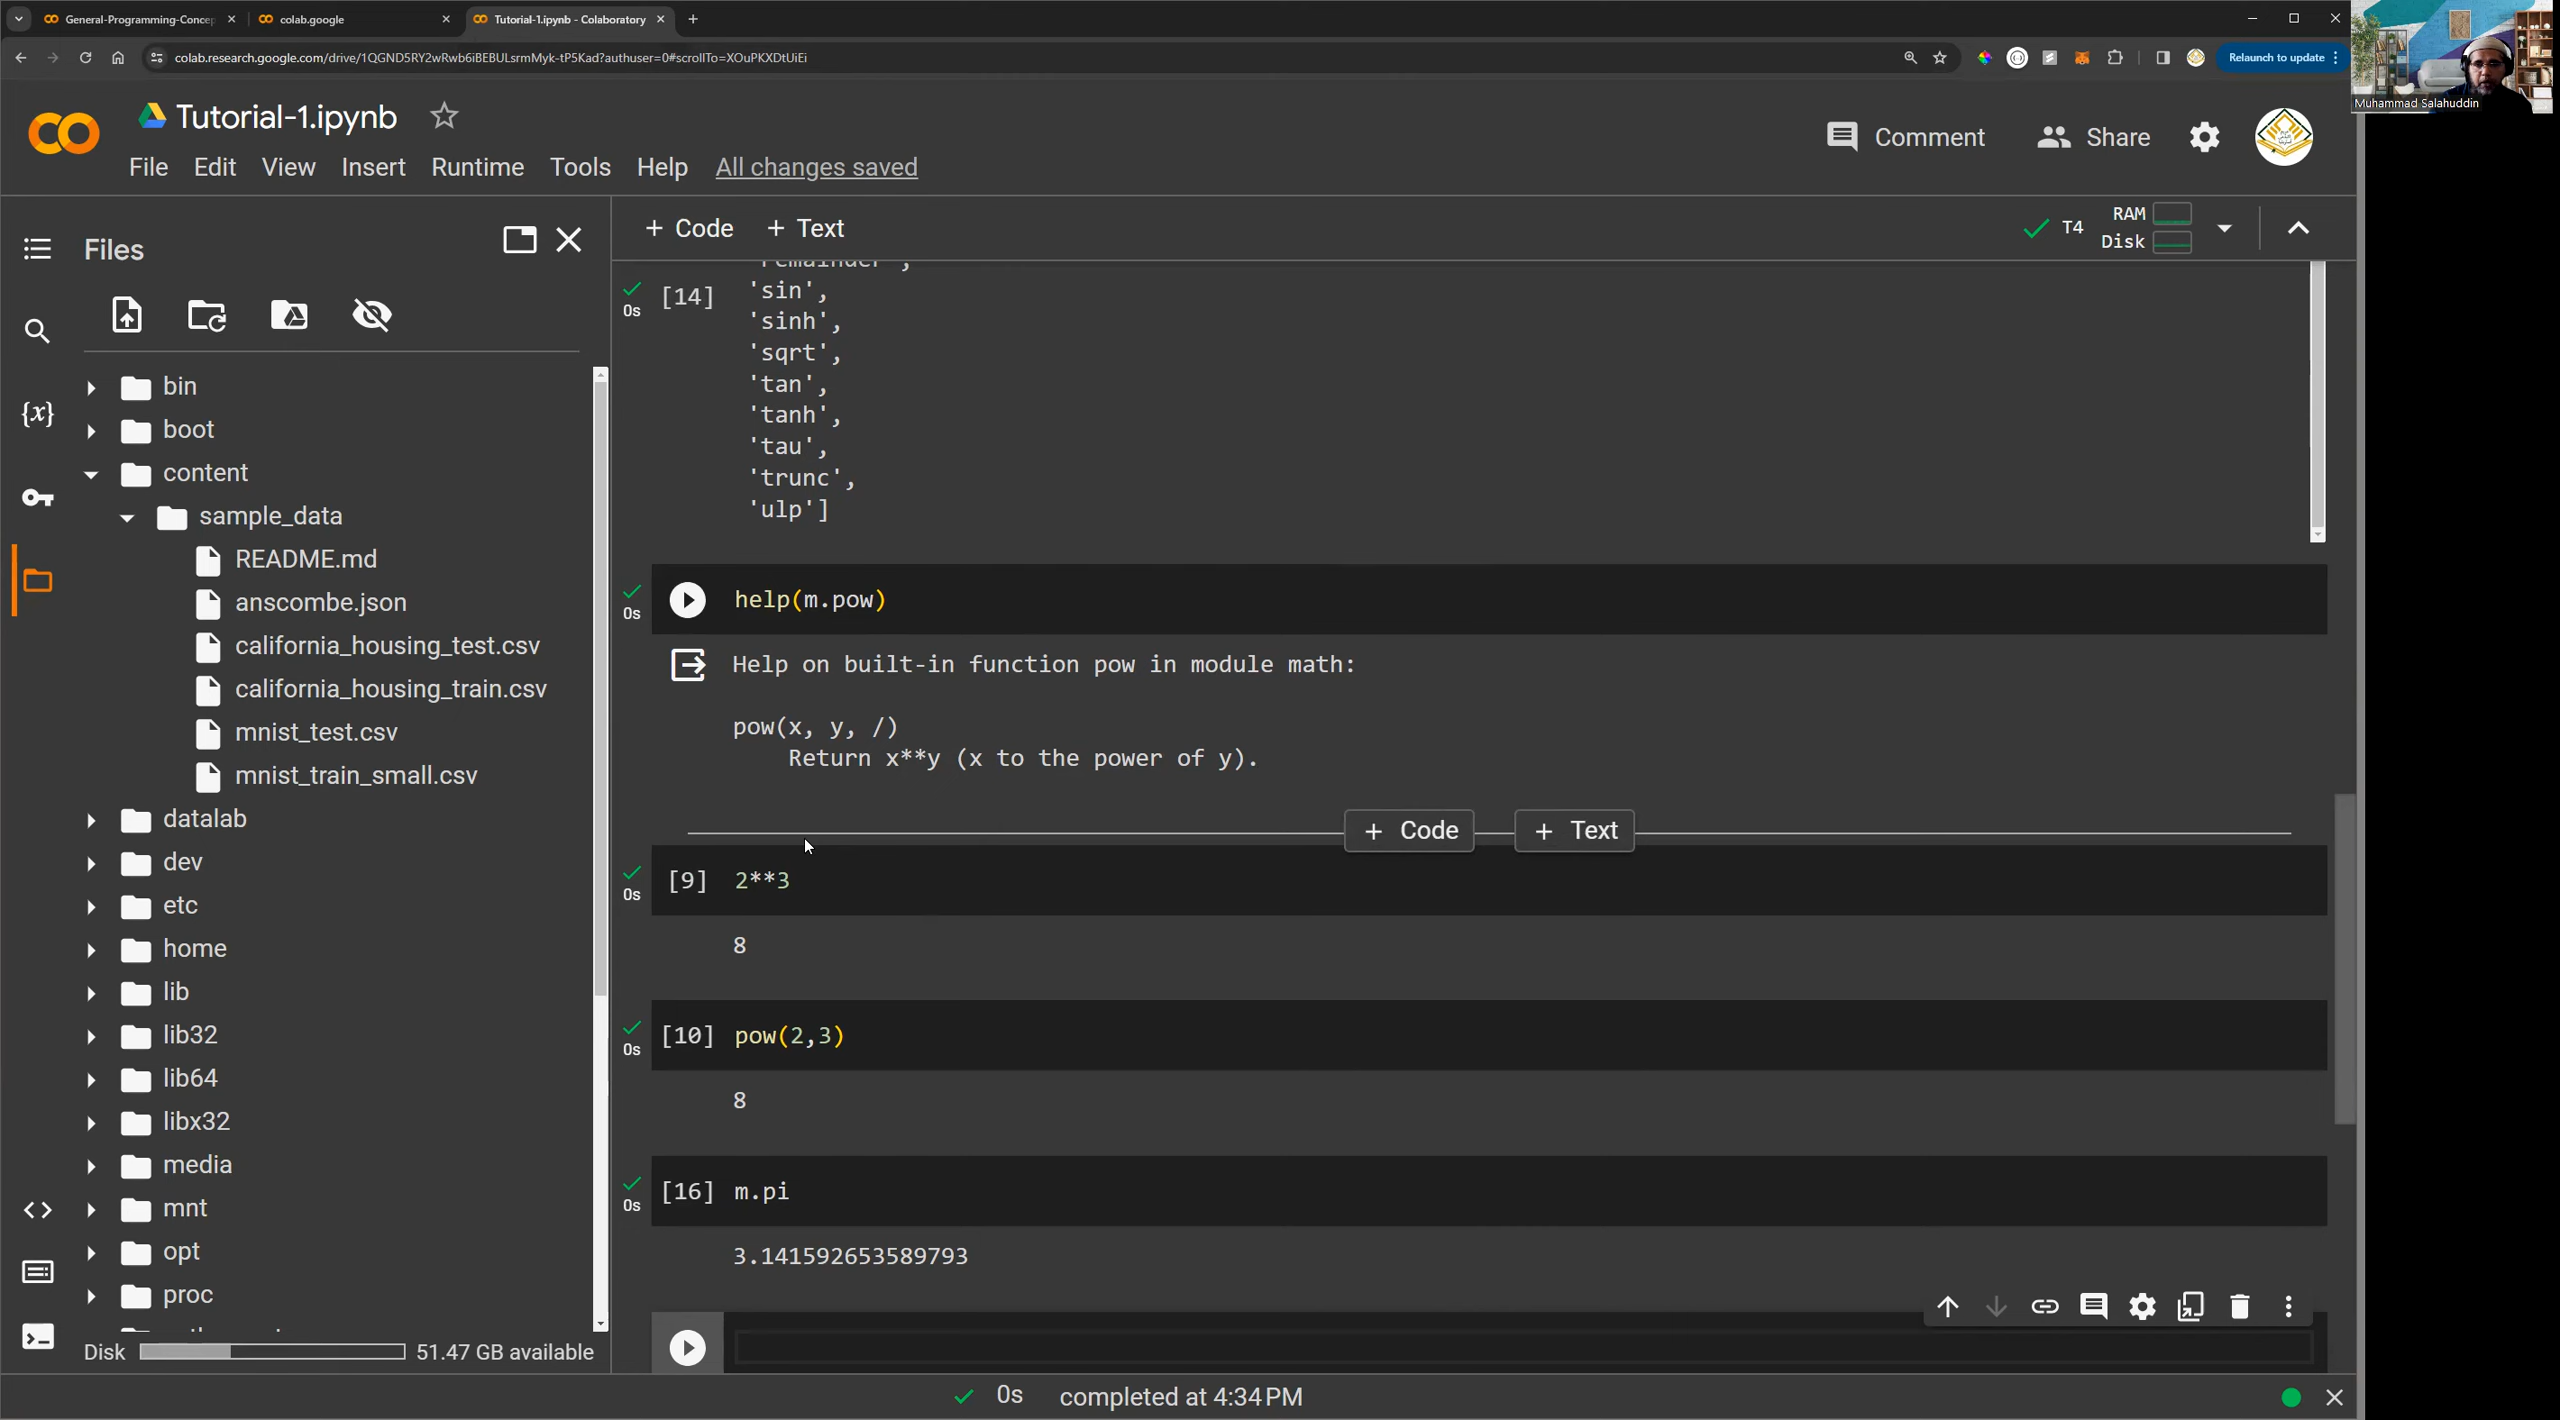 General-Programming-Concep
colab.google
Tutorial-1.ipynb - Colaboratory
colab.research.google.com/drive/1QGND5RY2wRwb6iBEBULsrmMyk-tP5Kad?authuser=0#scrollTo=XOuPKXDtUiEi
Relaunch to update
Muhammad Salahuddin
Tutorial-1.ipynb
Comment
Share
File Edit View Insert Runtime Tools Help All changes saved
Files
+ Code + Text
T4
RAM
Disk
'remainder',
0s
[14]
'sin',
'sinh',
'sqrt',
'tan',
'tanh',
'tau',
'trunc',
'ulp']
0s
help(m.pow)
Help on built-in function pow in module math:
pow(x, y, /)
Return x**y (x to the power of y).
+ Code + Text
0s
[9] 2**3
8
0s
[10] pow(2,3)
8
0s
[16] m.pi
3.141592653589793
{x}
bin
boot
content
sample_data
README.md
anscombe.json
california_housing_test.csv
california_housing_train.csv
mnist_test.csv
mnist_train_small.csv
datalab
dev
etc
home
lib
lib32
lib64
libx32
media
mnt
opt
proc
Disk 51.47 GB available
0s completed at 4:34 PM